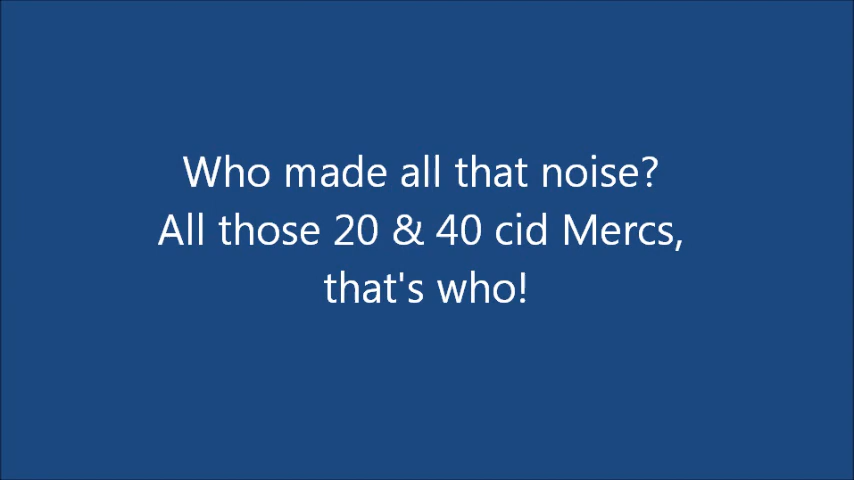 Who made all that noise?
All those 20 & 40 cid Mercs,
that's who!